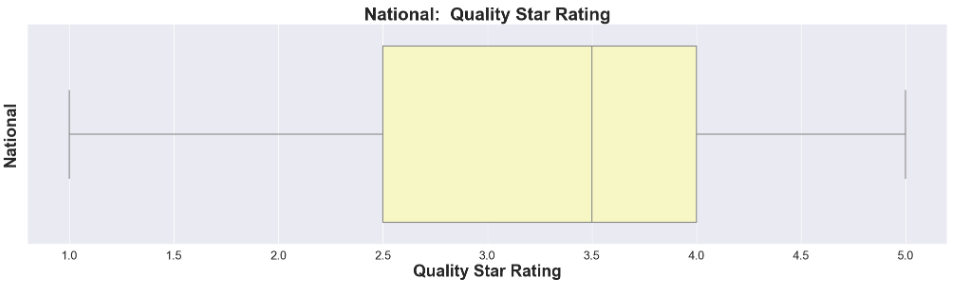 National:  Quality Star Rating
National
1.0 1.5 2.0 2.5 3.0 3.5 4.0 4.5 5.0
Quality Star Rating